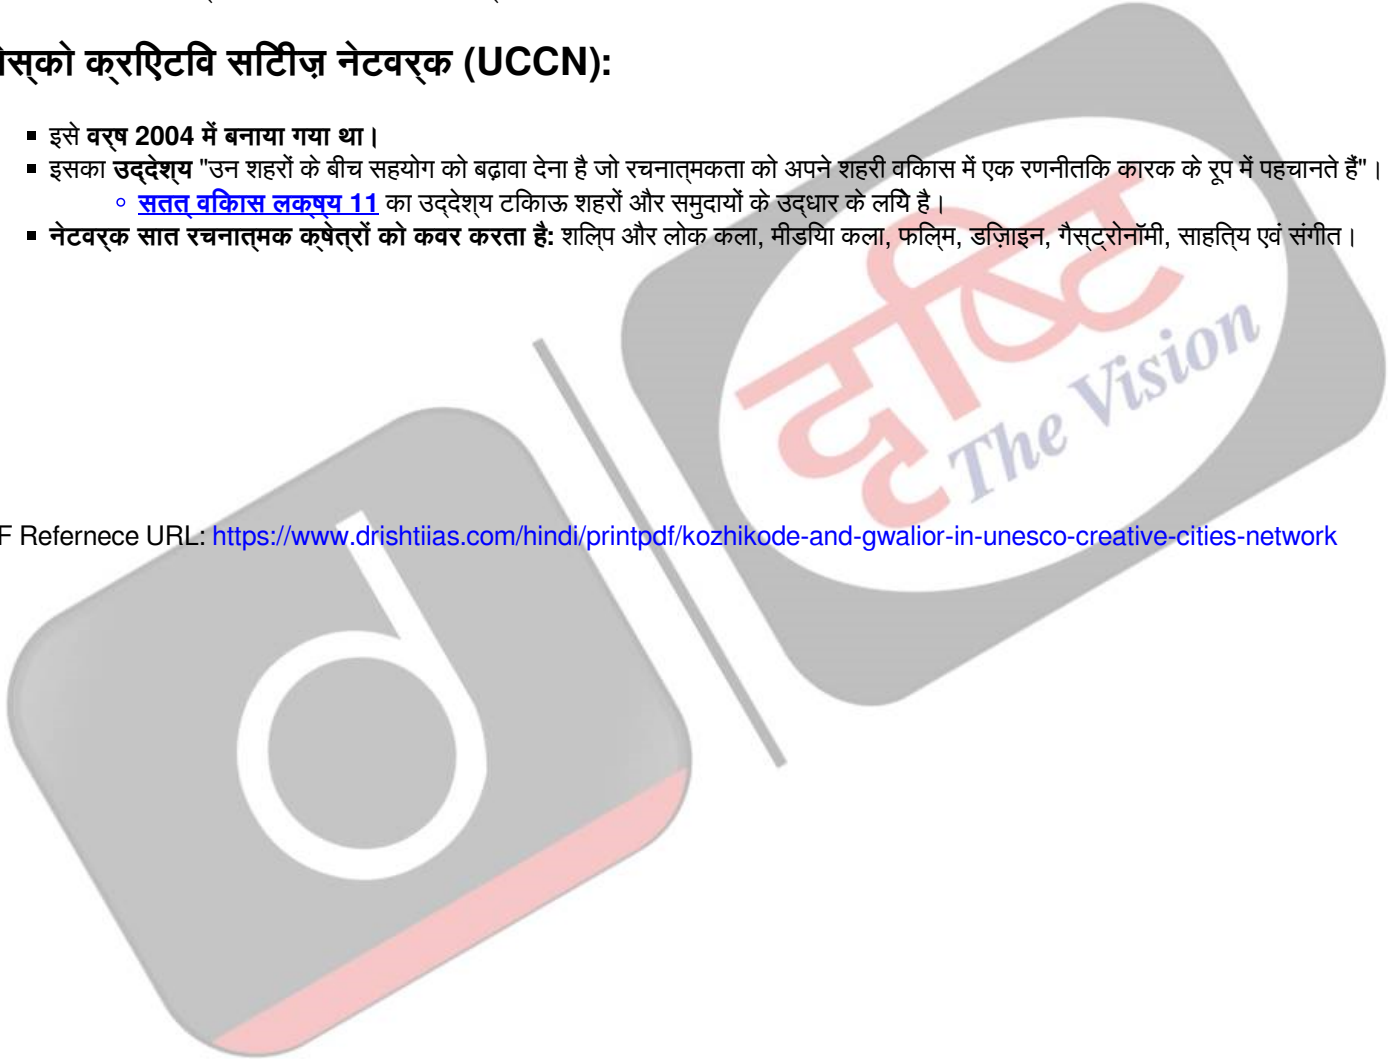 स्को क्रिएटिव सिटीज़ नेटवर्क (UCCN):
इसे वर्ष 2004 में बनाया गया था।
इसका उद्देश्य "उन शहरों के बीच सहयोग को बढ़ावा देना है जो रचनात्मकता को अपने शहरी विकास में एक रणनीतिक कारक के रूप में पहचानते हैं"।
सतत् विकास लक्ष्य 11 का उद्देश्य टिकाऊ शहरों और समुदायों के उद्धार के लिये है।
नेटवर्क सात रचनात्मक क्षेत्रों को कवर करता है: शिल्प और लोक कला, मीडिया कला, फिल्म, डिज़ाइन, गैस्ट्रोनॉमी, साहित्य एवं संगीत।
दृष्टि
The Vision
F Refernece URL: https://www.drishtiias.com/hindi/printpdf/kozhikode-and-gwalior-in-unesco-creative-cities-network
d